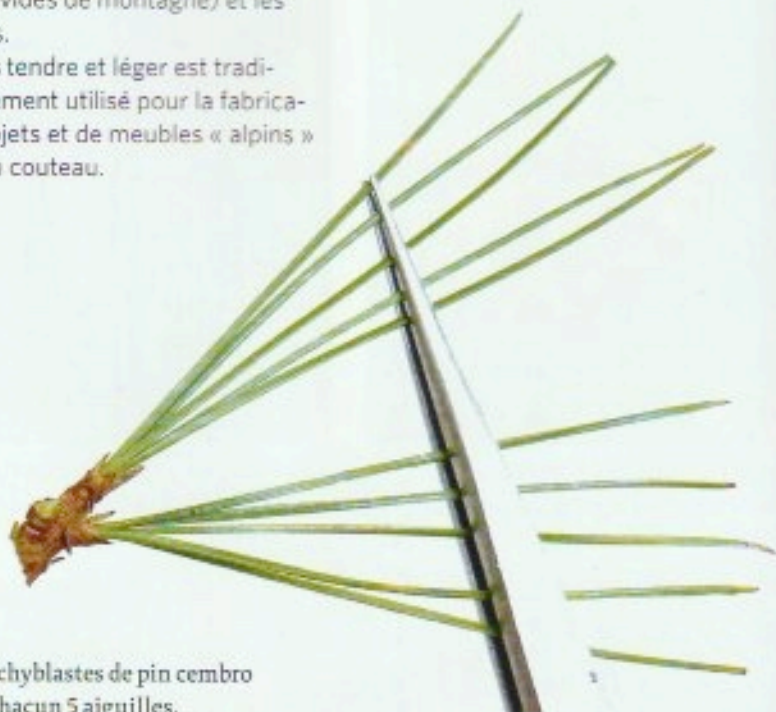 vides de montagne) et les
s.
s tendre et léger est tradi-
ment utilisé pour la fabrica-
jets et de meubles « alpins »
couteau.
chyblastes de pin cembro
hacun 5 aiguilles.